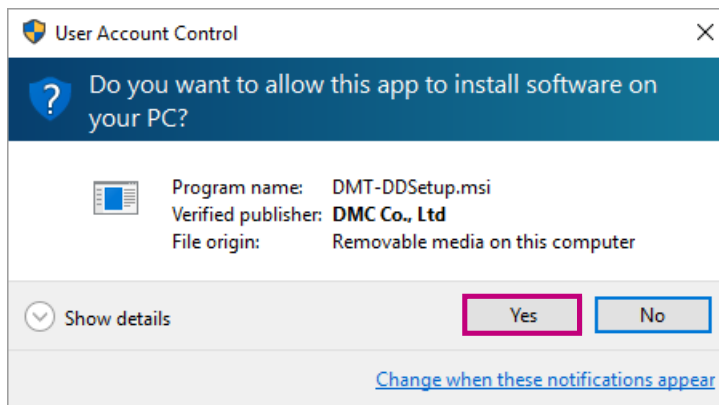 User Account Control
Do you want to allow this app to install software on
your PC?
Program name: DMT-DDSetup.msi
Verified publisher: DMC Co., Ltd
File origin: Removable media on this computer
Show details
Yes
No
Change when these notifications appear